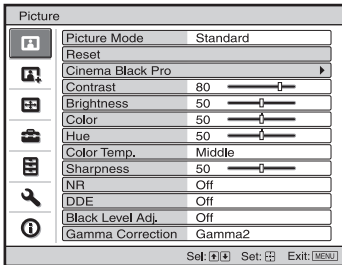 Picture
Picture Mode Standard
Reset
Cinema Black Pro
Contrast 80
Brightness 50
Color 50
Hue 50
Color Temp. Middle
Sharpness 50
NR Off
DDE Off
Black Level Adj. Off
Gamma Correction Gamma2
Sel: Set: Exit: MENU